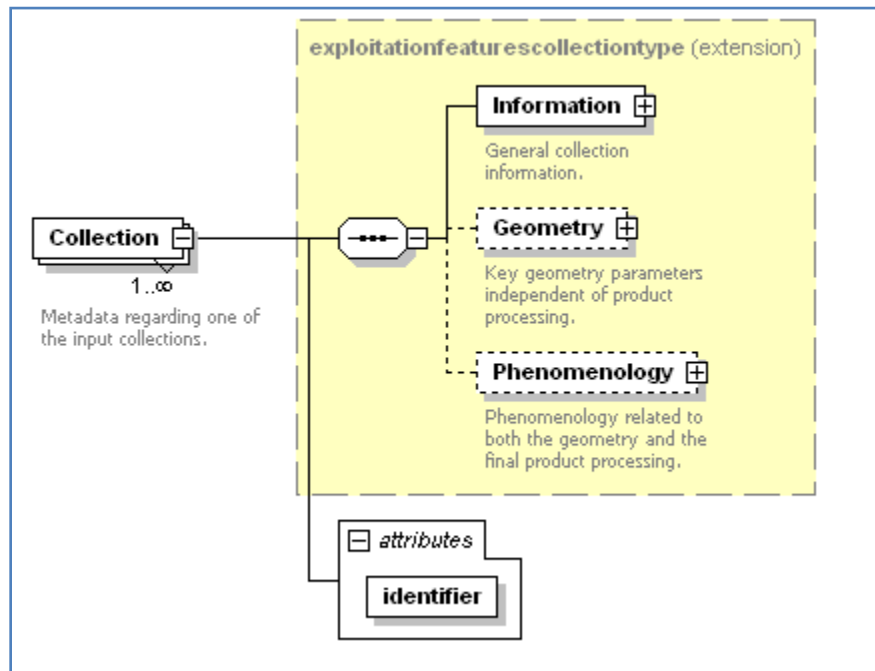 exploitationfeaturescollectiontype (extension)
Information
General collection
information.
Collection
1..∞
Metadata regarding one of
the input collections.
Geometry
Key geometry parameters
independent of product
processing.
Phenomenology
Phenomenology related to
both the geometry and the
final product processing.
attributes
identifier